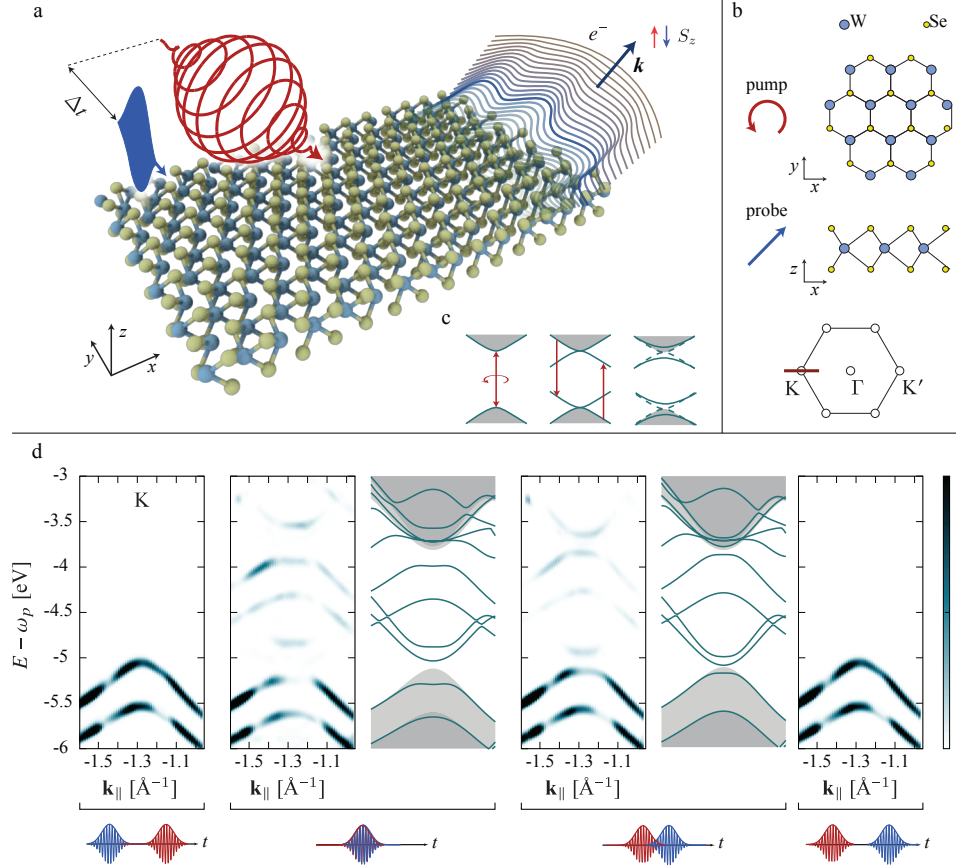 a
Δt
e⁻
k
S_z
z
y
x
b
W
Se
pump
y
x
probe
z
x
K
Γ
K′
c
d
E − ω_p [eV]
-3
-3.5
-4
-4.5
-5
-5.5
-6
K
-1.5 -1.3 -1.1
-1.5 -1.3 -1.1
-1.5 -1.3 -1.1
-1.5 -1.3 -1.1
k_∥ [Å⁻¹]
k_∥ [Å⁻¹]
k_∥ [Å⁻¹]
k_∥ [Å⁻¹]
t
t
t
t